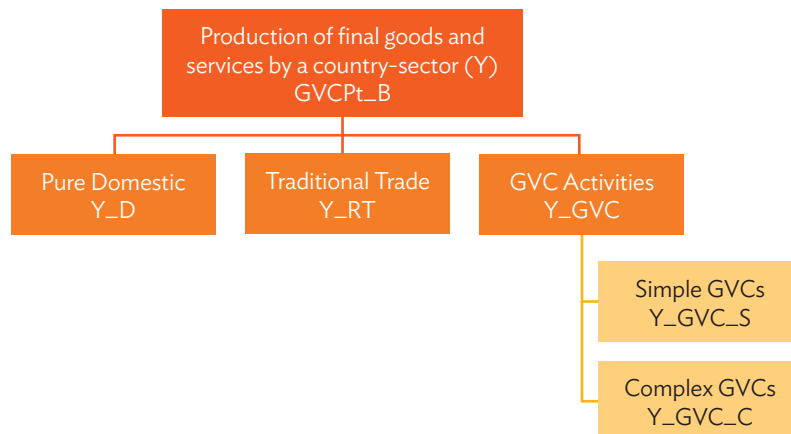 Production of final goods and
services by a country-sector (Y)
GVCPt_B
Pure Domestic
Y_D
Traditional Trade
Y_RT
GVC Activities
Y_GVC
Simple GVCs
Y_GVC_S
Complex GVCs
Y_GVC_C